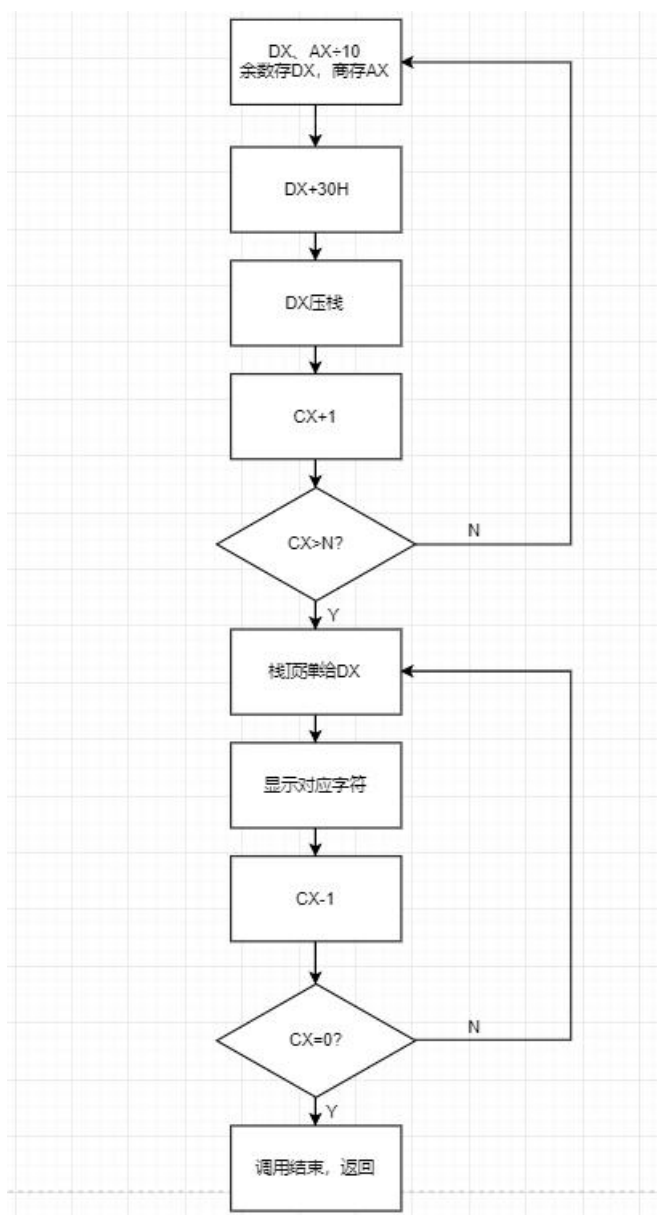 DX、AX÷10
余数存DX，商存AX
DX+30H
DX压栈
CX+1
CX>N?
N
Y
栈顶弹给DX
显示对应字符
CX-1
CX=0?
N
Y
调用结束，返回